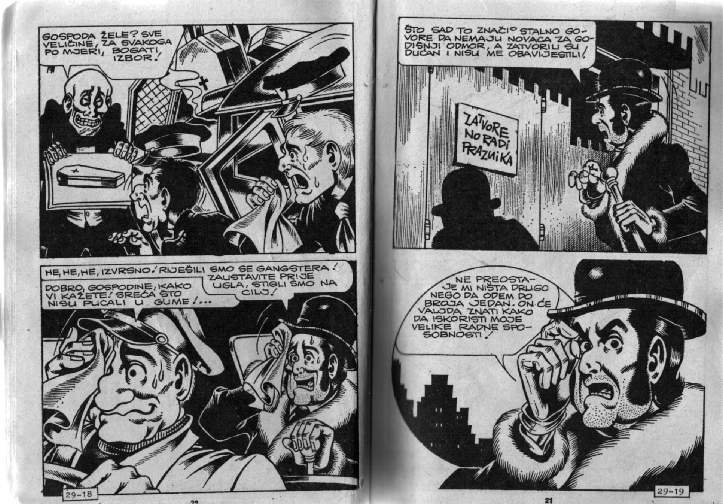 GOSPODA ŽELE? SVE
VELIČINE, ZA SVAKOGA
PO MJERI, BOGATI,
IZBOR!
HE, HE, HE, IZVRSNO! RIJEŠILI SMO SE GANGSTERA!
ZAUSTAVITE PRIJE
UGLA, STIGLI SMO NA
CILJ!
DOBRO, GOSPODINE, KAKO
VI KAŽETE! SREĆA ŠTO
NISU PUCALI U GUME!...
29-18
20
ŠTO SAD TO ZNAČI? STALNO GO-
VORE DA NEMAJU NOVACA ZA GO-
DIŠNJI ODMOR, A ZATVORILI SU
DUĆAN I NISU ME OBAVIJESTILI!
ZATVORE
NO RADI
PRAZNIKA
NE PREOSTA-
JE MI NIŠTA DRUGO
NEGO DA ODEM DO
BROJA JEDAN. ON ĆE
VALJDA ZNATI KAKO
DA ISKORISTI MOJE
VELIKE RADNE SPO-
SOBNOSTI!
29-19
21